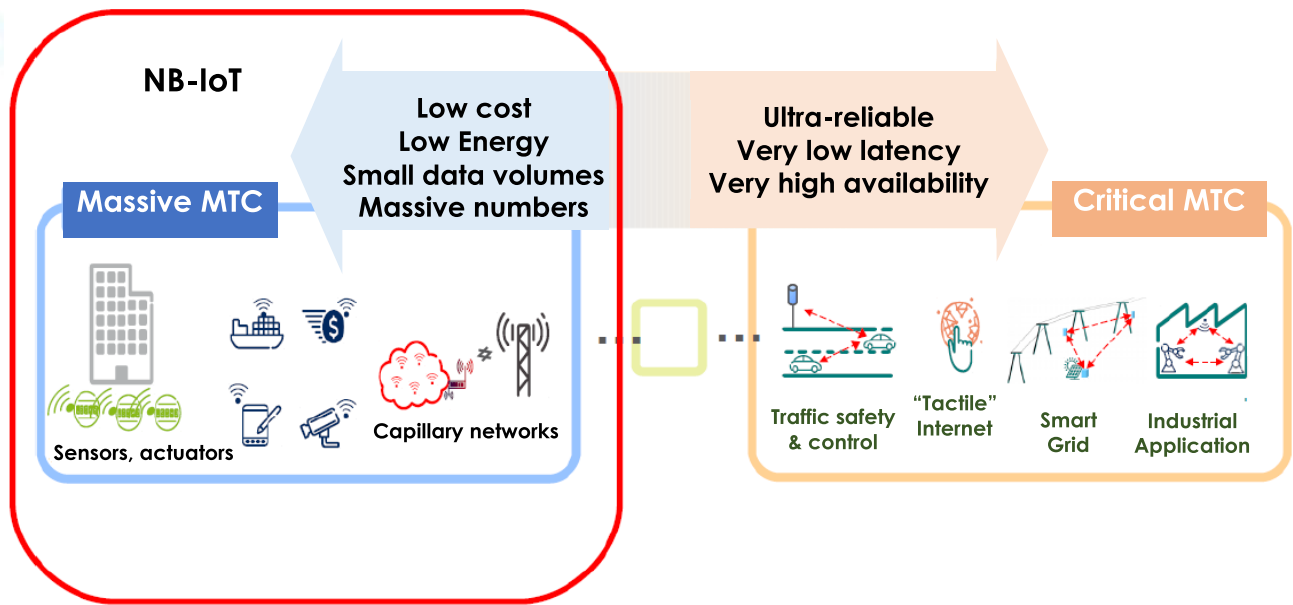 NB-IoT
Low cost
Low Energy
Small data volumes
Massive numbers
Ultra-reliable
Very low latency
Very high availability
Massive MTC
Critical MTC
Sensors, actuators
Capillary networks
Traffic safety
& control
“Tactile”
Internet
Smart
Grid
Industrial
Application